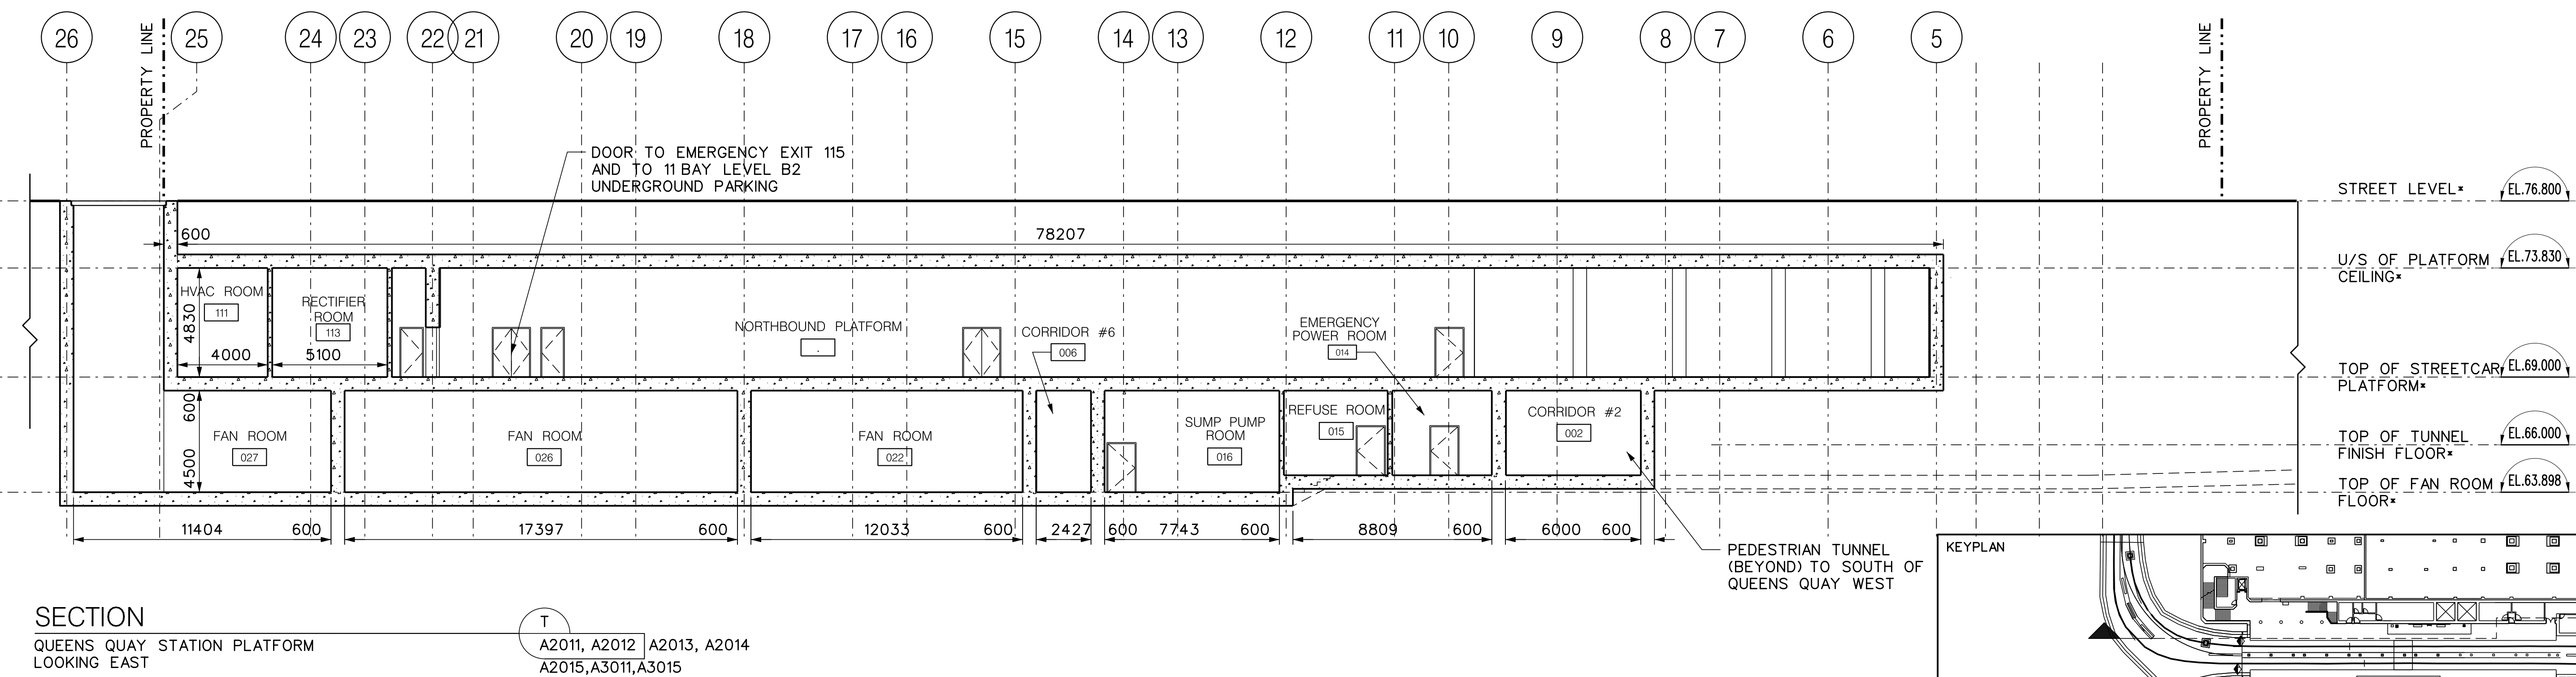 26 25 24 23 22 21 20 19 18 17 16 15 14 13 12 11 10 9 8 7 6 5
PROPERTY LINE
PROPERTY LINE
DOOR TO EMERGENCY EXIT 115
AND TO 11 BAY LEVEL B2
UNDERGROUND PARKING
STREET LEVEL* EL.76.800
600 78207
U/S OF PLATFORM EL.73.830
CEILING*
HVAC ROOM
111
RECTIFIER
ROOM
113
4830
4000 5100
NORTHBOUND PLATFORM
.
CORRIDOR #6
006
EMERGENCY
POWER ROOM
014
TOP OF STREETCAR EL.69.000
PLATFORM*
600
4500
FAN ROOM
027
FAN ROOM
026
FAN ROOM
022
SUMP PUMP
ROOM
016
REFUSE ROOM
015
CORRIDOR #2
002
TOP OF TUNNEL EL.66.000
FINISH FLOOR*
TOP OF FAN ROOM EL.63.898
FLOOR*
11404 600 17397 600 12033 600 2427 600 7743 600 8809 600 6000 600
PEDESTRIAN TUNNEL
(BEYOND) TO SOUTH OF
QUEENS QUAY WEST
KEYPLAN
SECTION
QUEENS QUAY STATION PLATFORM
LOOKING EAST
T
A2011, A2012 A2013, A2014
A2015,A3011,A3015